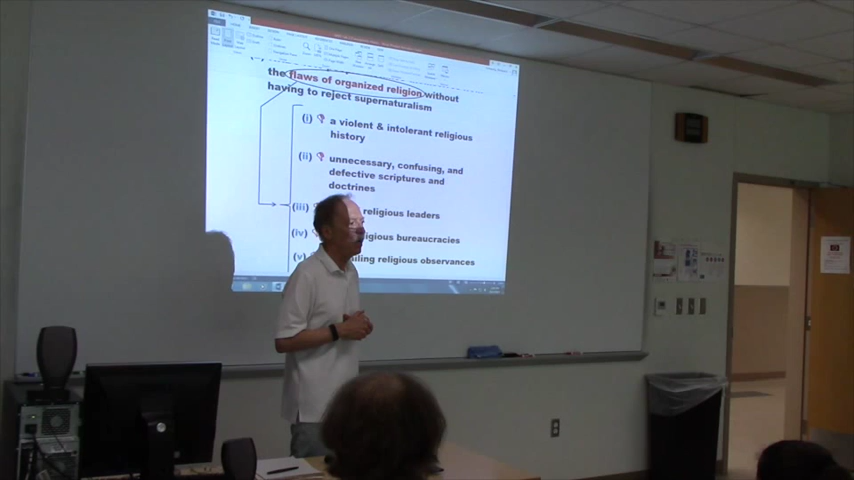 the flaws of organized religion without
having to reject supernaturalism
(i) a violent & intolerant religious
history
(ii) unnecessary, confusing, and
defective scriptures and
doctrines
(iii) religious leaders
(iv) religious bureaucracies
(v) religious observances